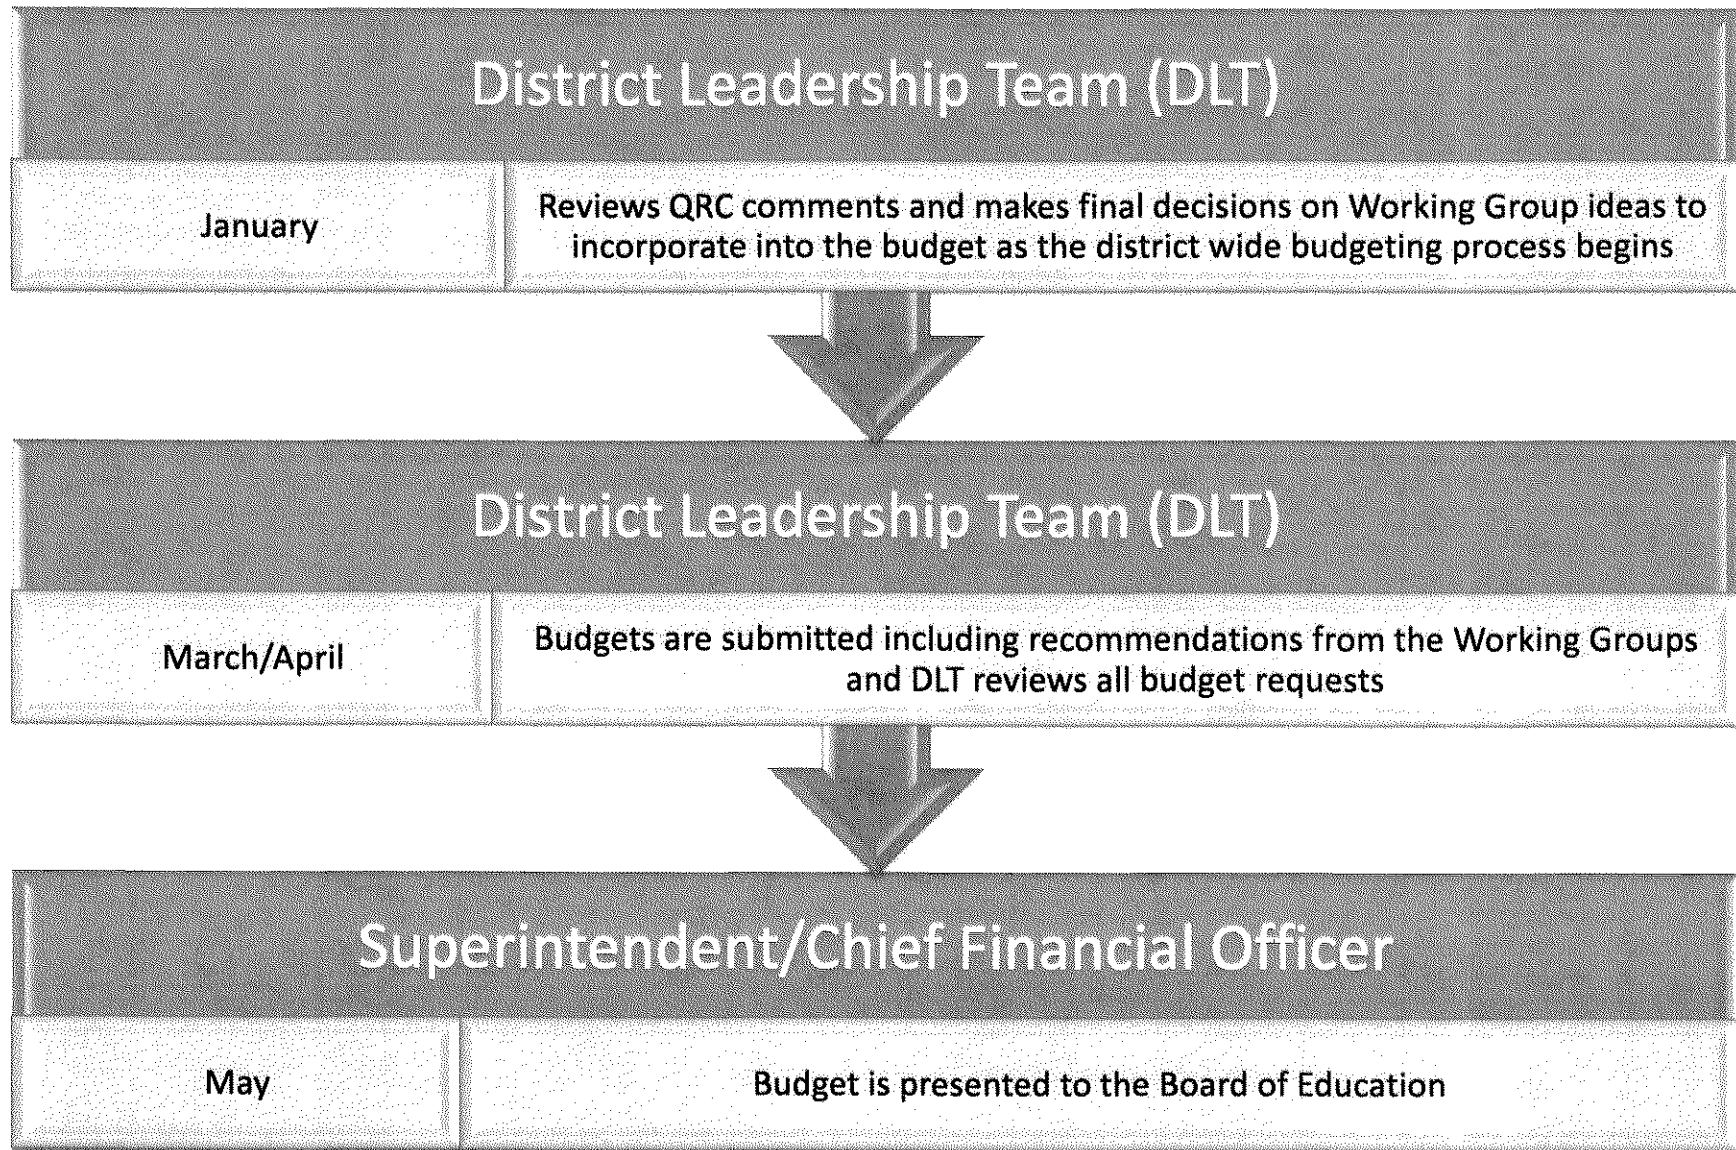 District Leadership Team (DLT)
January
Reviews QRC comments and makes final decisions on Working Group ideas to
incorporate into the budget as the district wide budgeting process begins
District Leadership Team (DLT)
March/April
Budgets are submitted including recommendations from the Working Groups
and DLT reviews all budget requests
Superintendent/Chief Financial Officer
May
Budget is presented to the Board of Education